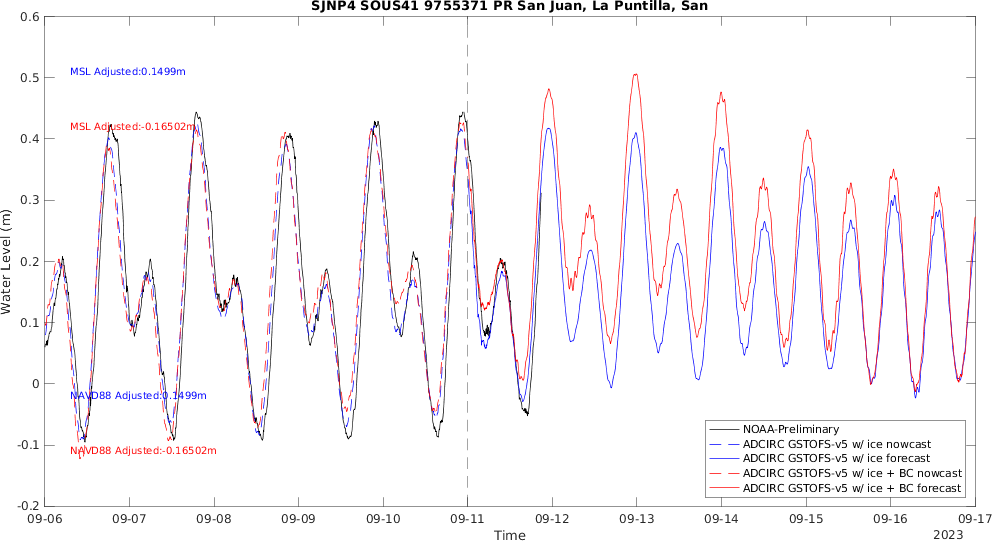 SJNP4 SOUS41 9755371 PR San Juan, La Puntilla, San
0.6
0.5
0.4
0.3
0.2
0.1
0
-0.1
-0.2
Water Level (m)
MSL Adjusted:0.1499m
MSL Adjusted:-0.16502m
NAVD88 Adjusted:0.1499m
NAVD88 Adjusted:-0.16502m
NOAA-Preliminary
ADCIRC GSTOFS-v5 w/ ice nowcast
ADCIRC GSTOFS-v5 w/ ice forecast
ADCIRC GSTOFS-v5 w/ ice + BC nowcast
ADCIRC GSTOFS-v5 w/ ice + BC forecast
09-06 09-07 09-08 09-09 09-10 09-11 09-12 09-13 09-14 09-15 09-16 09-17
Time
2023